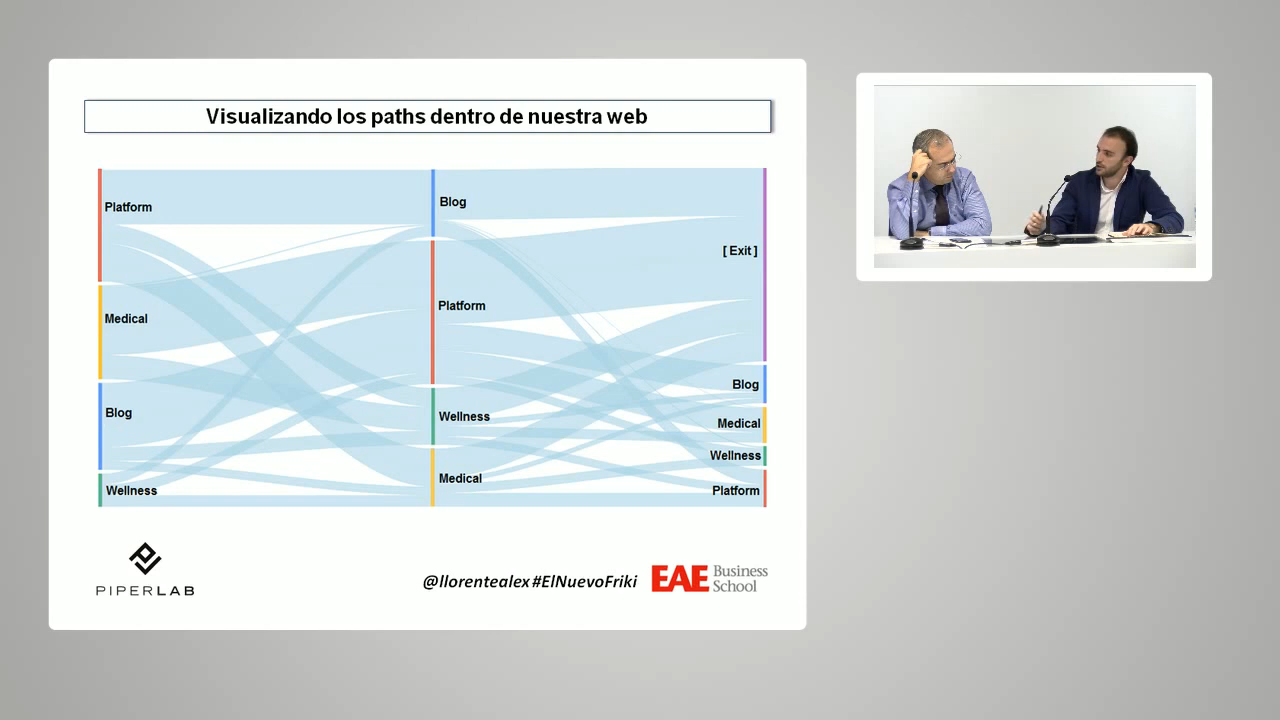 Visualizando los paths dentro de nuestra web
Platform
Medical
Blog
Wellness
Blog
Platform
Wellness
Medical
[ Exit ]
Blog
Medical
Wellness
Platform
PIPERLAB
@llorentealex #ElNuevoFriki
EAE Business
School